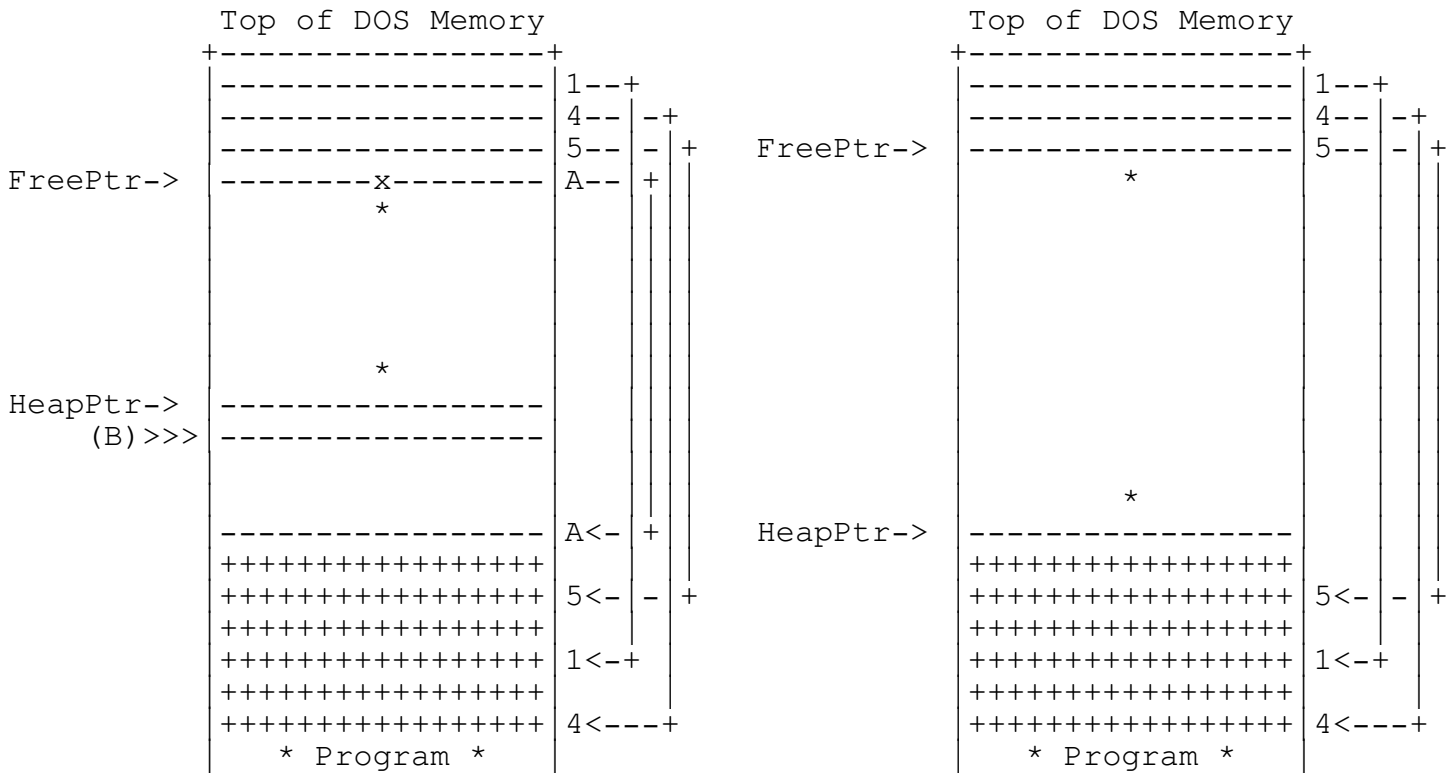 Top of DOS Memory                      Top of DOS Memory
          +-----------------+                    +-----------------+
          |-----------------|1--+                |-----------------|1--+
          |-----------------|4--|-+              |-----------------|4--|-+
          |-----------------|5--|-|+   FreePtr-> |-----------------|5--|-|+
FreePtr-> |--------x--------|A--|+||             |        *        |   | ||
          |        *        |   ||||             |                 |   | ||
          |        *        |   ||||             |                 |   | ||
HeapPtr-> |-----------------|   ||||             |                 |   | ||
    (B)>>>|-----------------|   ||||             |                 |   | ||
          |                 |   ||||             |        *        |   | ||
          |-----------------|A<-|+||   HeapPtr-> |-----------------|   | ||
          |+++++++++++++++++|   | ||             |+++++++++++++++++|   | ||
          |+++++++++++++++++|5<-|-|+             |+++++++++++++++++|5<-|-|+
          |+++++++++++++++++|   | |              |+++++++++++++++++|   | |
          |+++++++++++++++++|1<-+ |              |+++++++++++++++++|1<-+ |
          |+++++++++++++++++|     |              |+++++++++++++++++|     |
          |+++++++++++++++++|4<---+              |+++++++++++++++++|4<---+
          |   * Program *   |                    |   * Program *   |